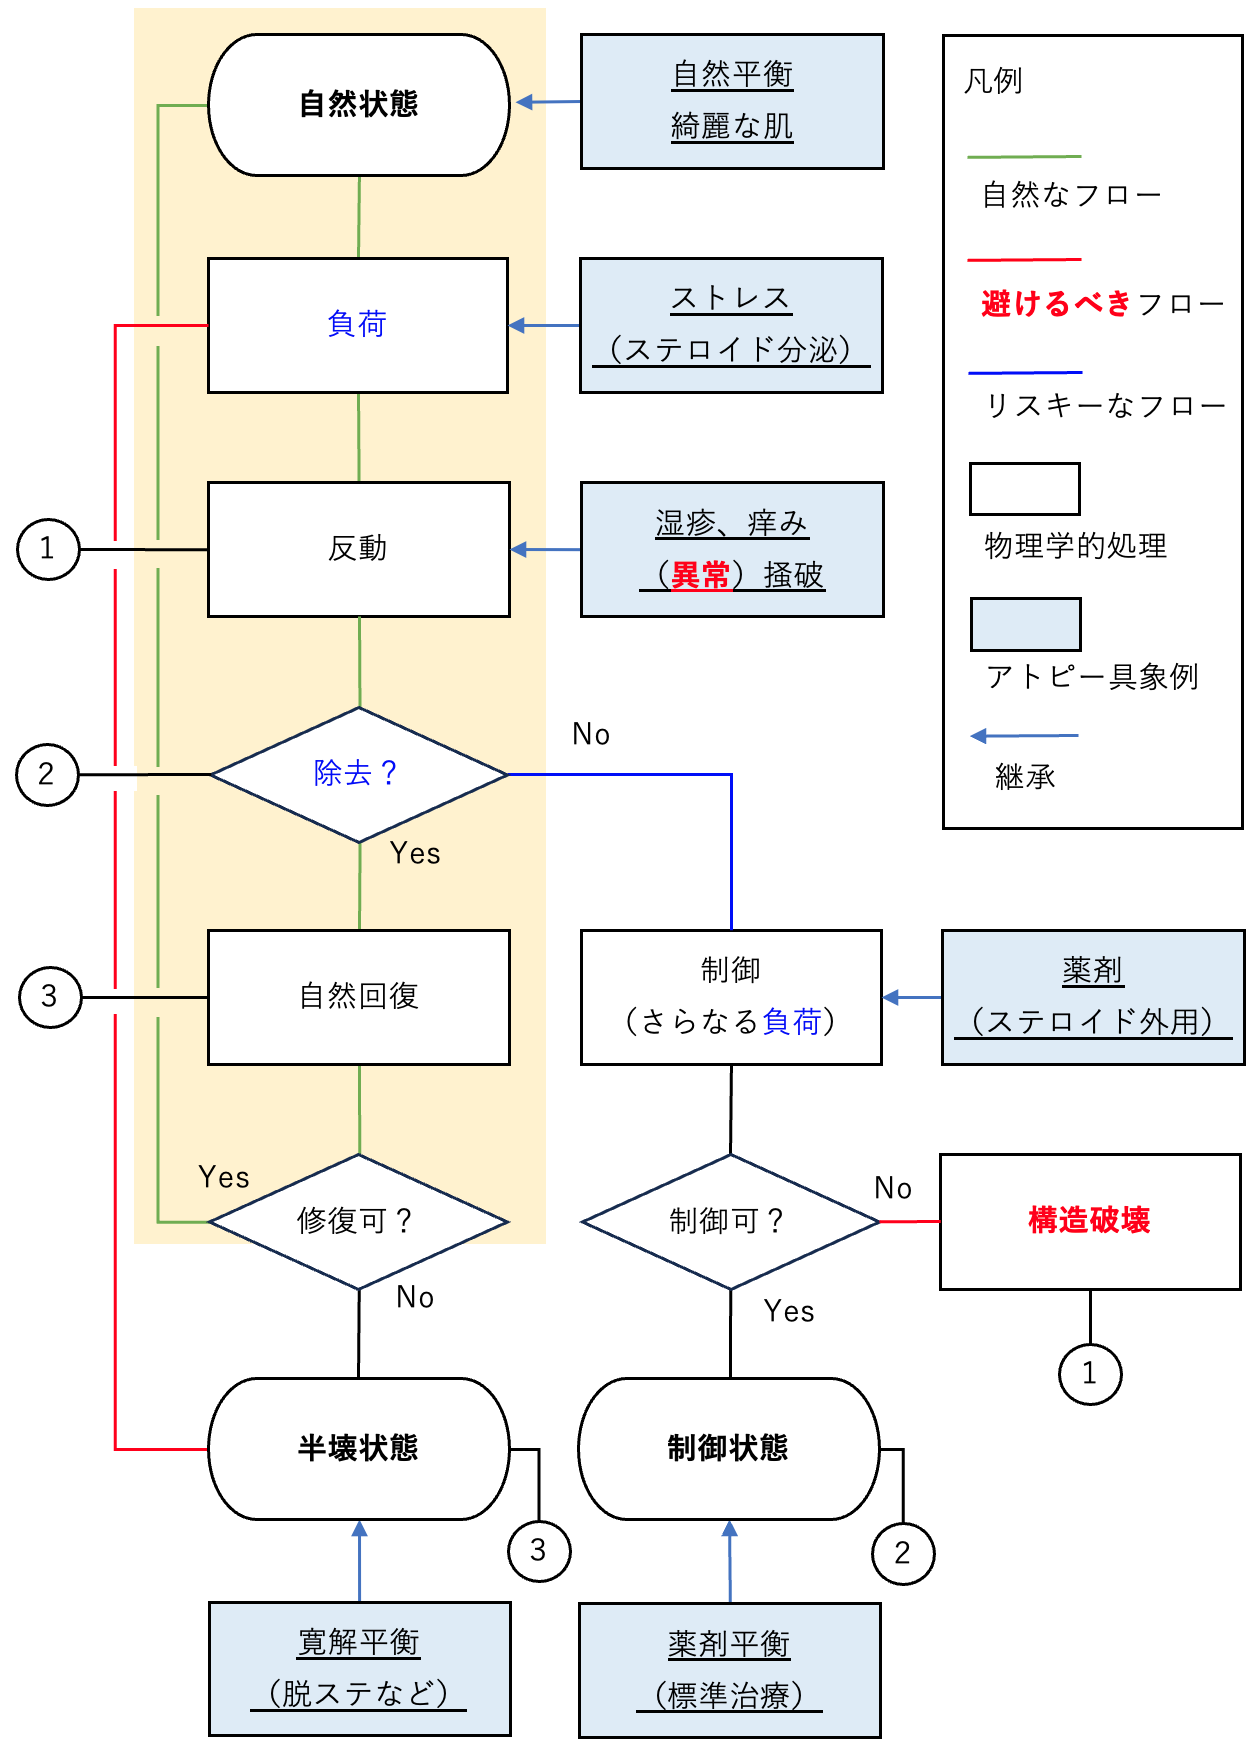 自然状態
自然平衡
綺麗な肌
負荷
ストレス
（ステロイド分泌）
1
反動
湿疹、痒み
（異常）掻破
2
除去？
No
Yes
3
自然回復
制御
（さらなる負荷）
薬剤
（ステロイド外用）
Yes
修復可？
No
制御可？
No
Yes
構造破壊
1
半壊状態
3
制御状態
2
寛解平衡
（脱ステなど）
薬剤平衡
（標準治療）
凡例
自然なフロー
避けるべきフロー
リスキーなフロー
物理学的処理
アトピー具象例
継承